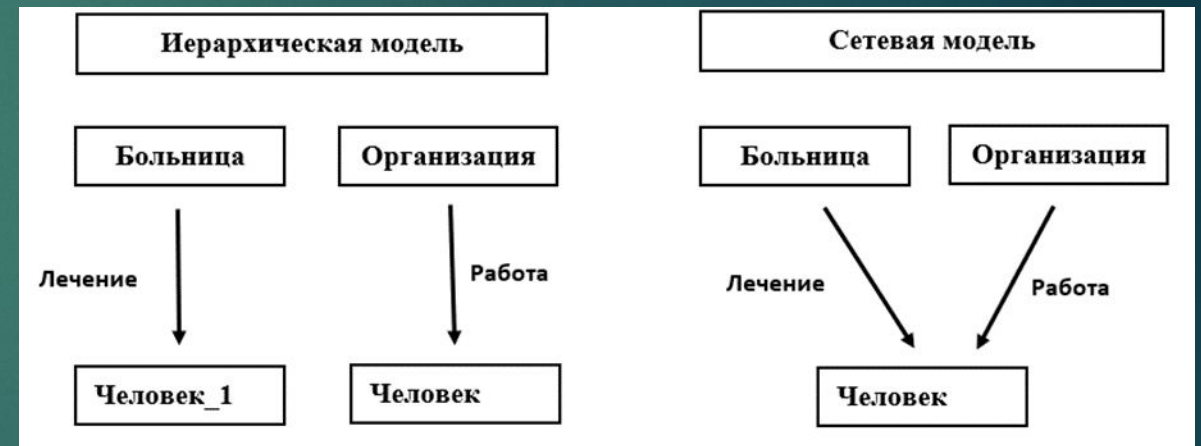 Иерархическая модель
Сетевая модель
Больница
Организация
Больница
Организация
Лечение
Работа
Лечение
Работа
Человек_1
Человек
Человек